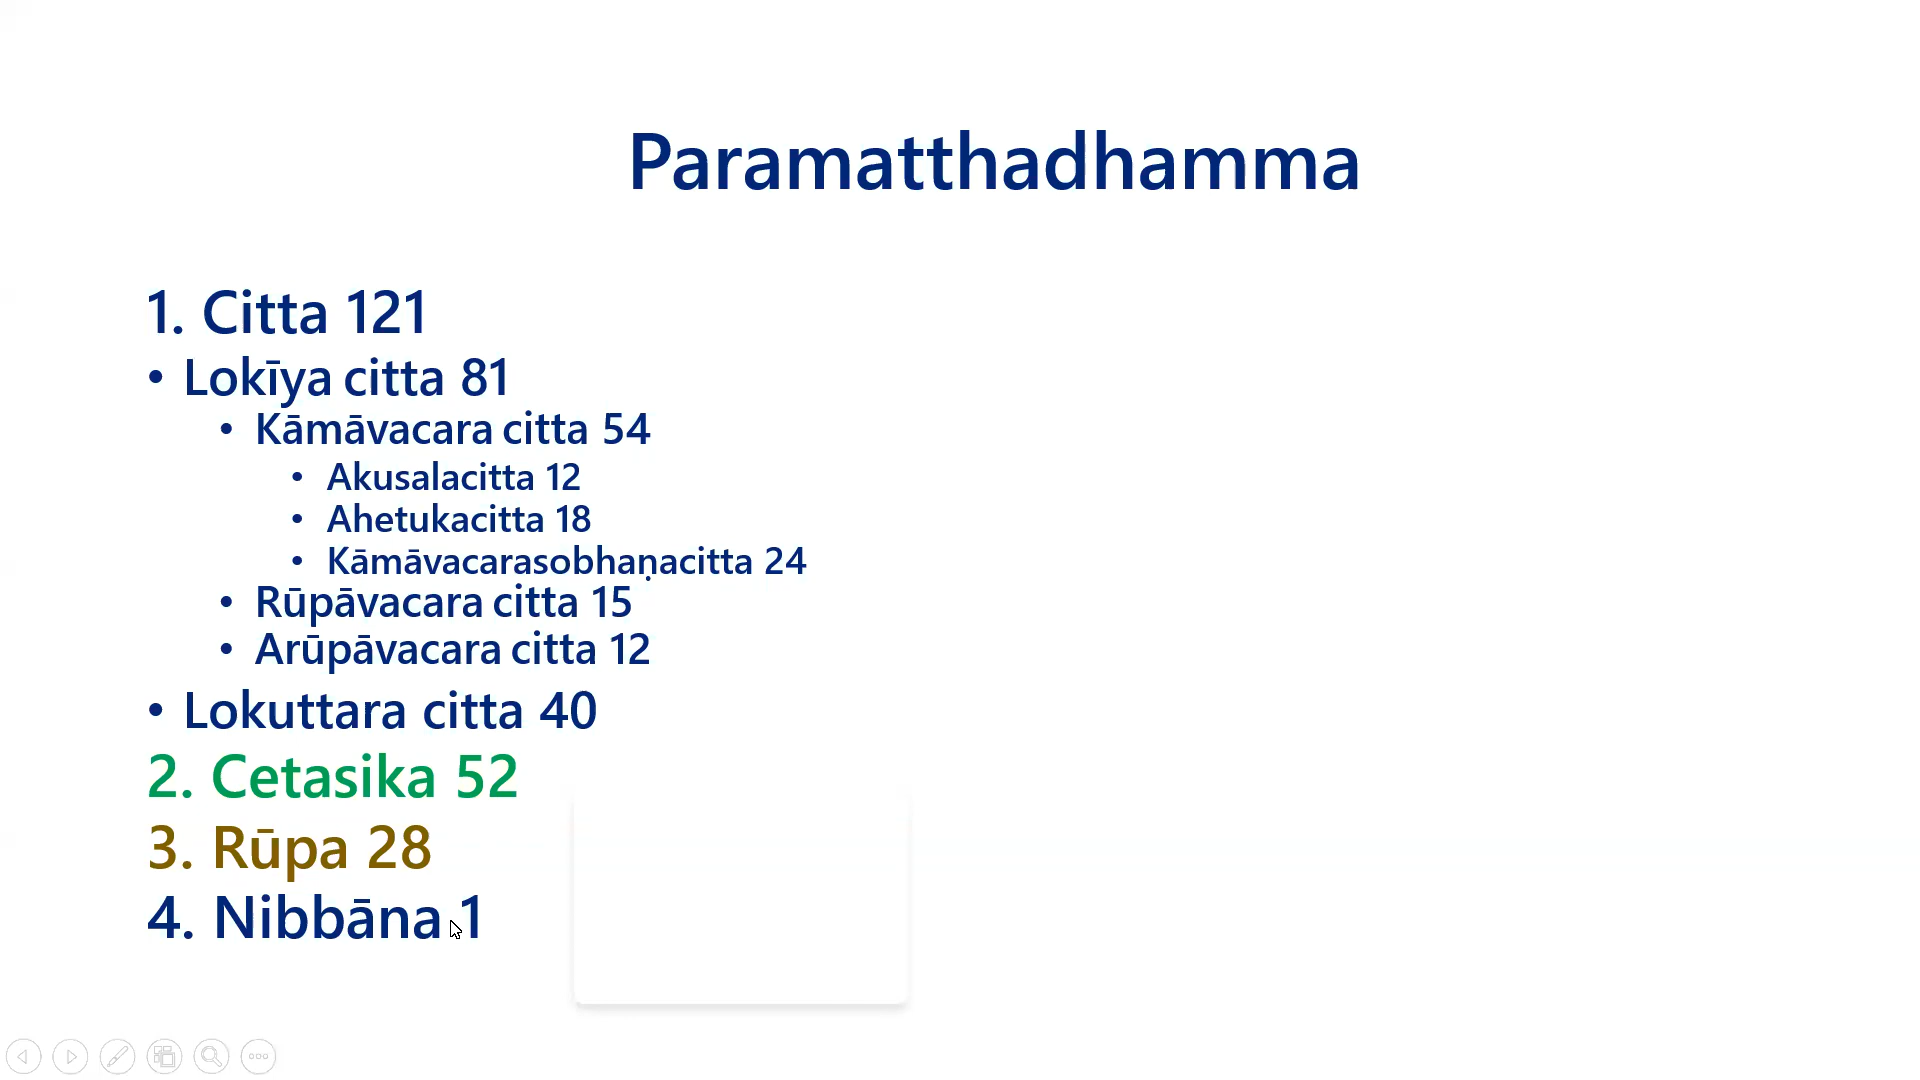 Paramatthadhamma
1. Citta 121
• Lokīya citta 81
• Kāmāvacara citta 54
• Akusalacitta 12
• Ahetukacitta 18
• Kāmāvacarasobhaṇacitta 24
• Rūpāvacara citta 15
• Arūpāvacara citta 12
• Lokuttara citta 40
2. Cetasika 52
3. Rūpa 28
4. Nibbāna 1